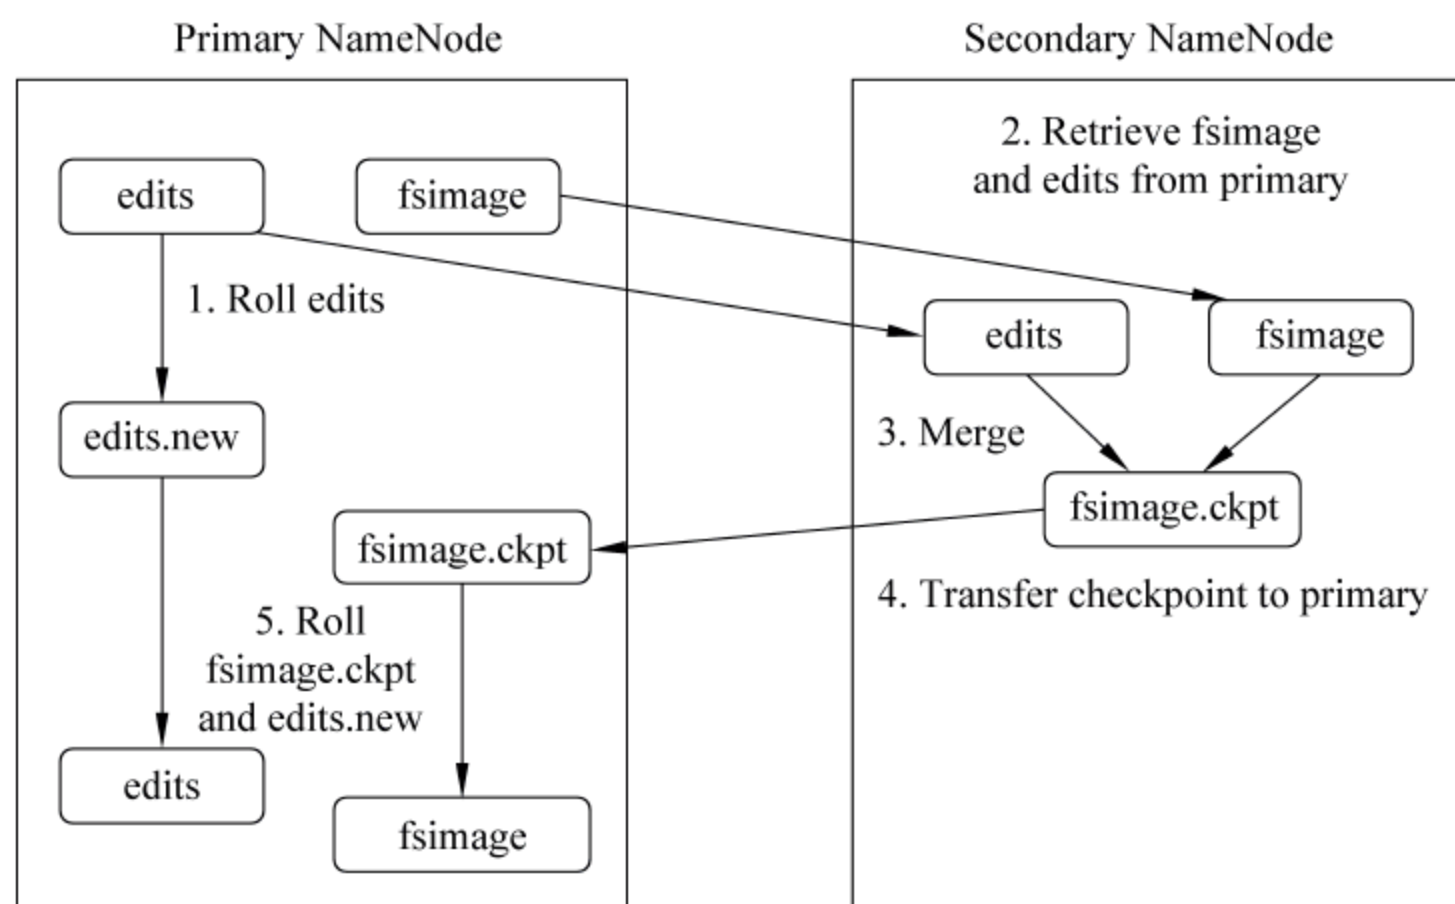 Primary NameNode
Secondary NameNode
edits
fsimage
2. Retrieve fsimage
and edits from primary
1. Roll edits
edits
fsimage
edits.new
3. Merge
fsimage.ckpt
fsimage.ckpt
4. Transfer checkpoint to primary
5. Roll
fsimage.ckpt
and edits.new
edits
fsimage